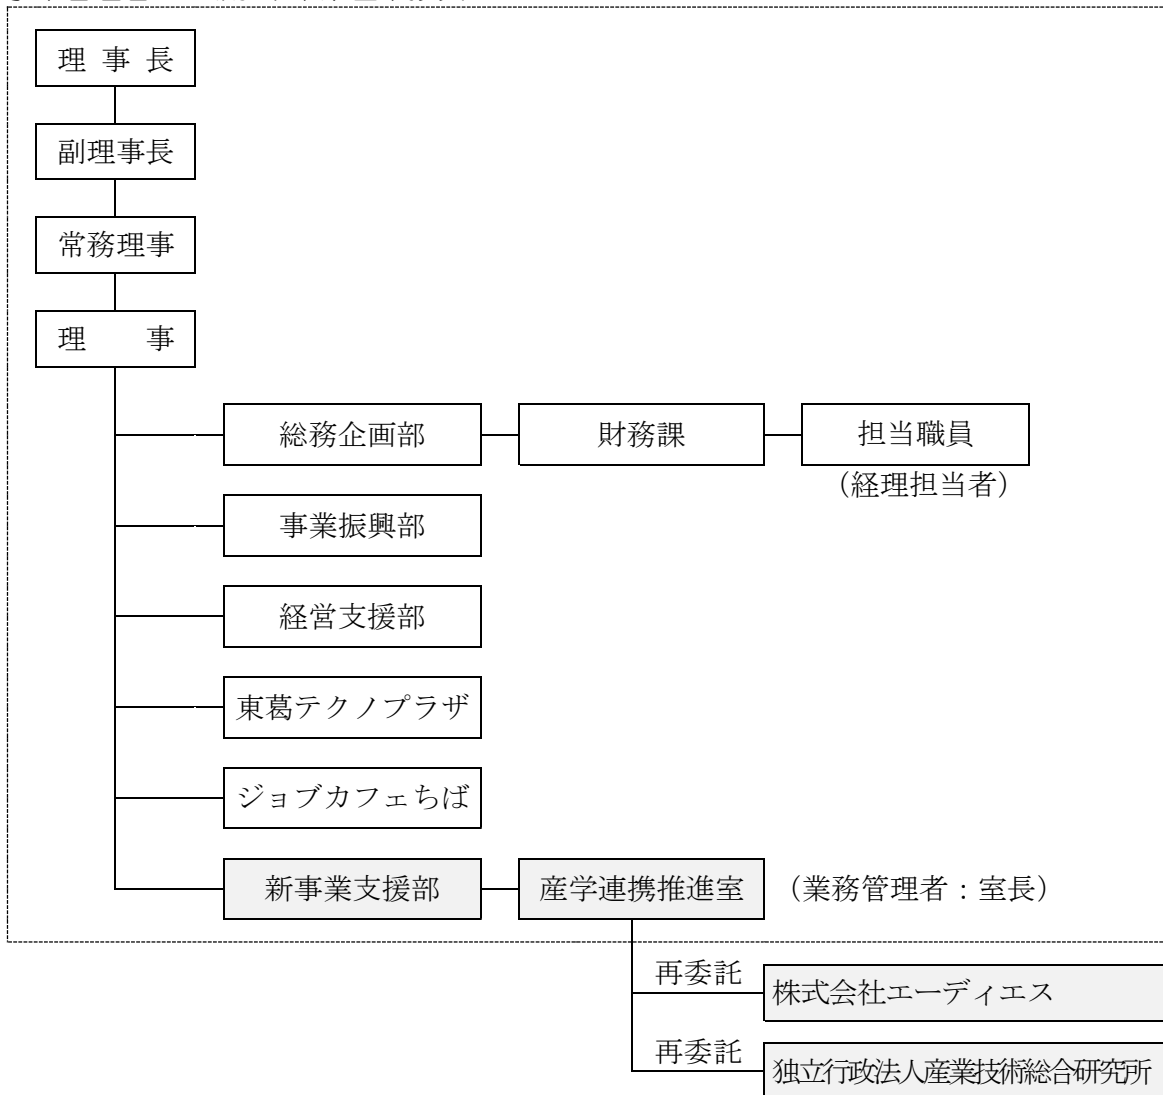 理 事 長
副理事長
常務理事
理　　事
総務企画部
財務課
担当職員
（経理担当者）
事業振興部
経営支援部
東葛テクノプラザ
ジョブカフェちば
新事業支援部
産学連携推進室
（業務管理者：室長）
再委託
株式会社エーディエス
再委託
独立行政法人産業技術総合研究所